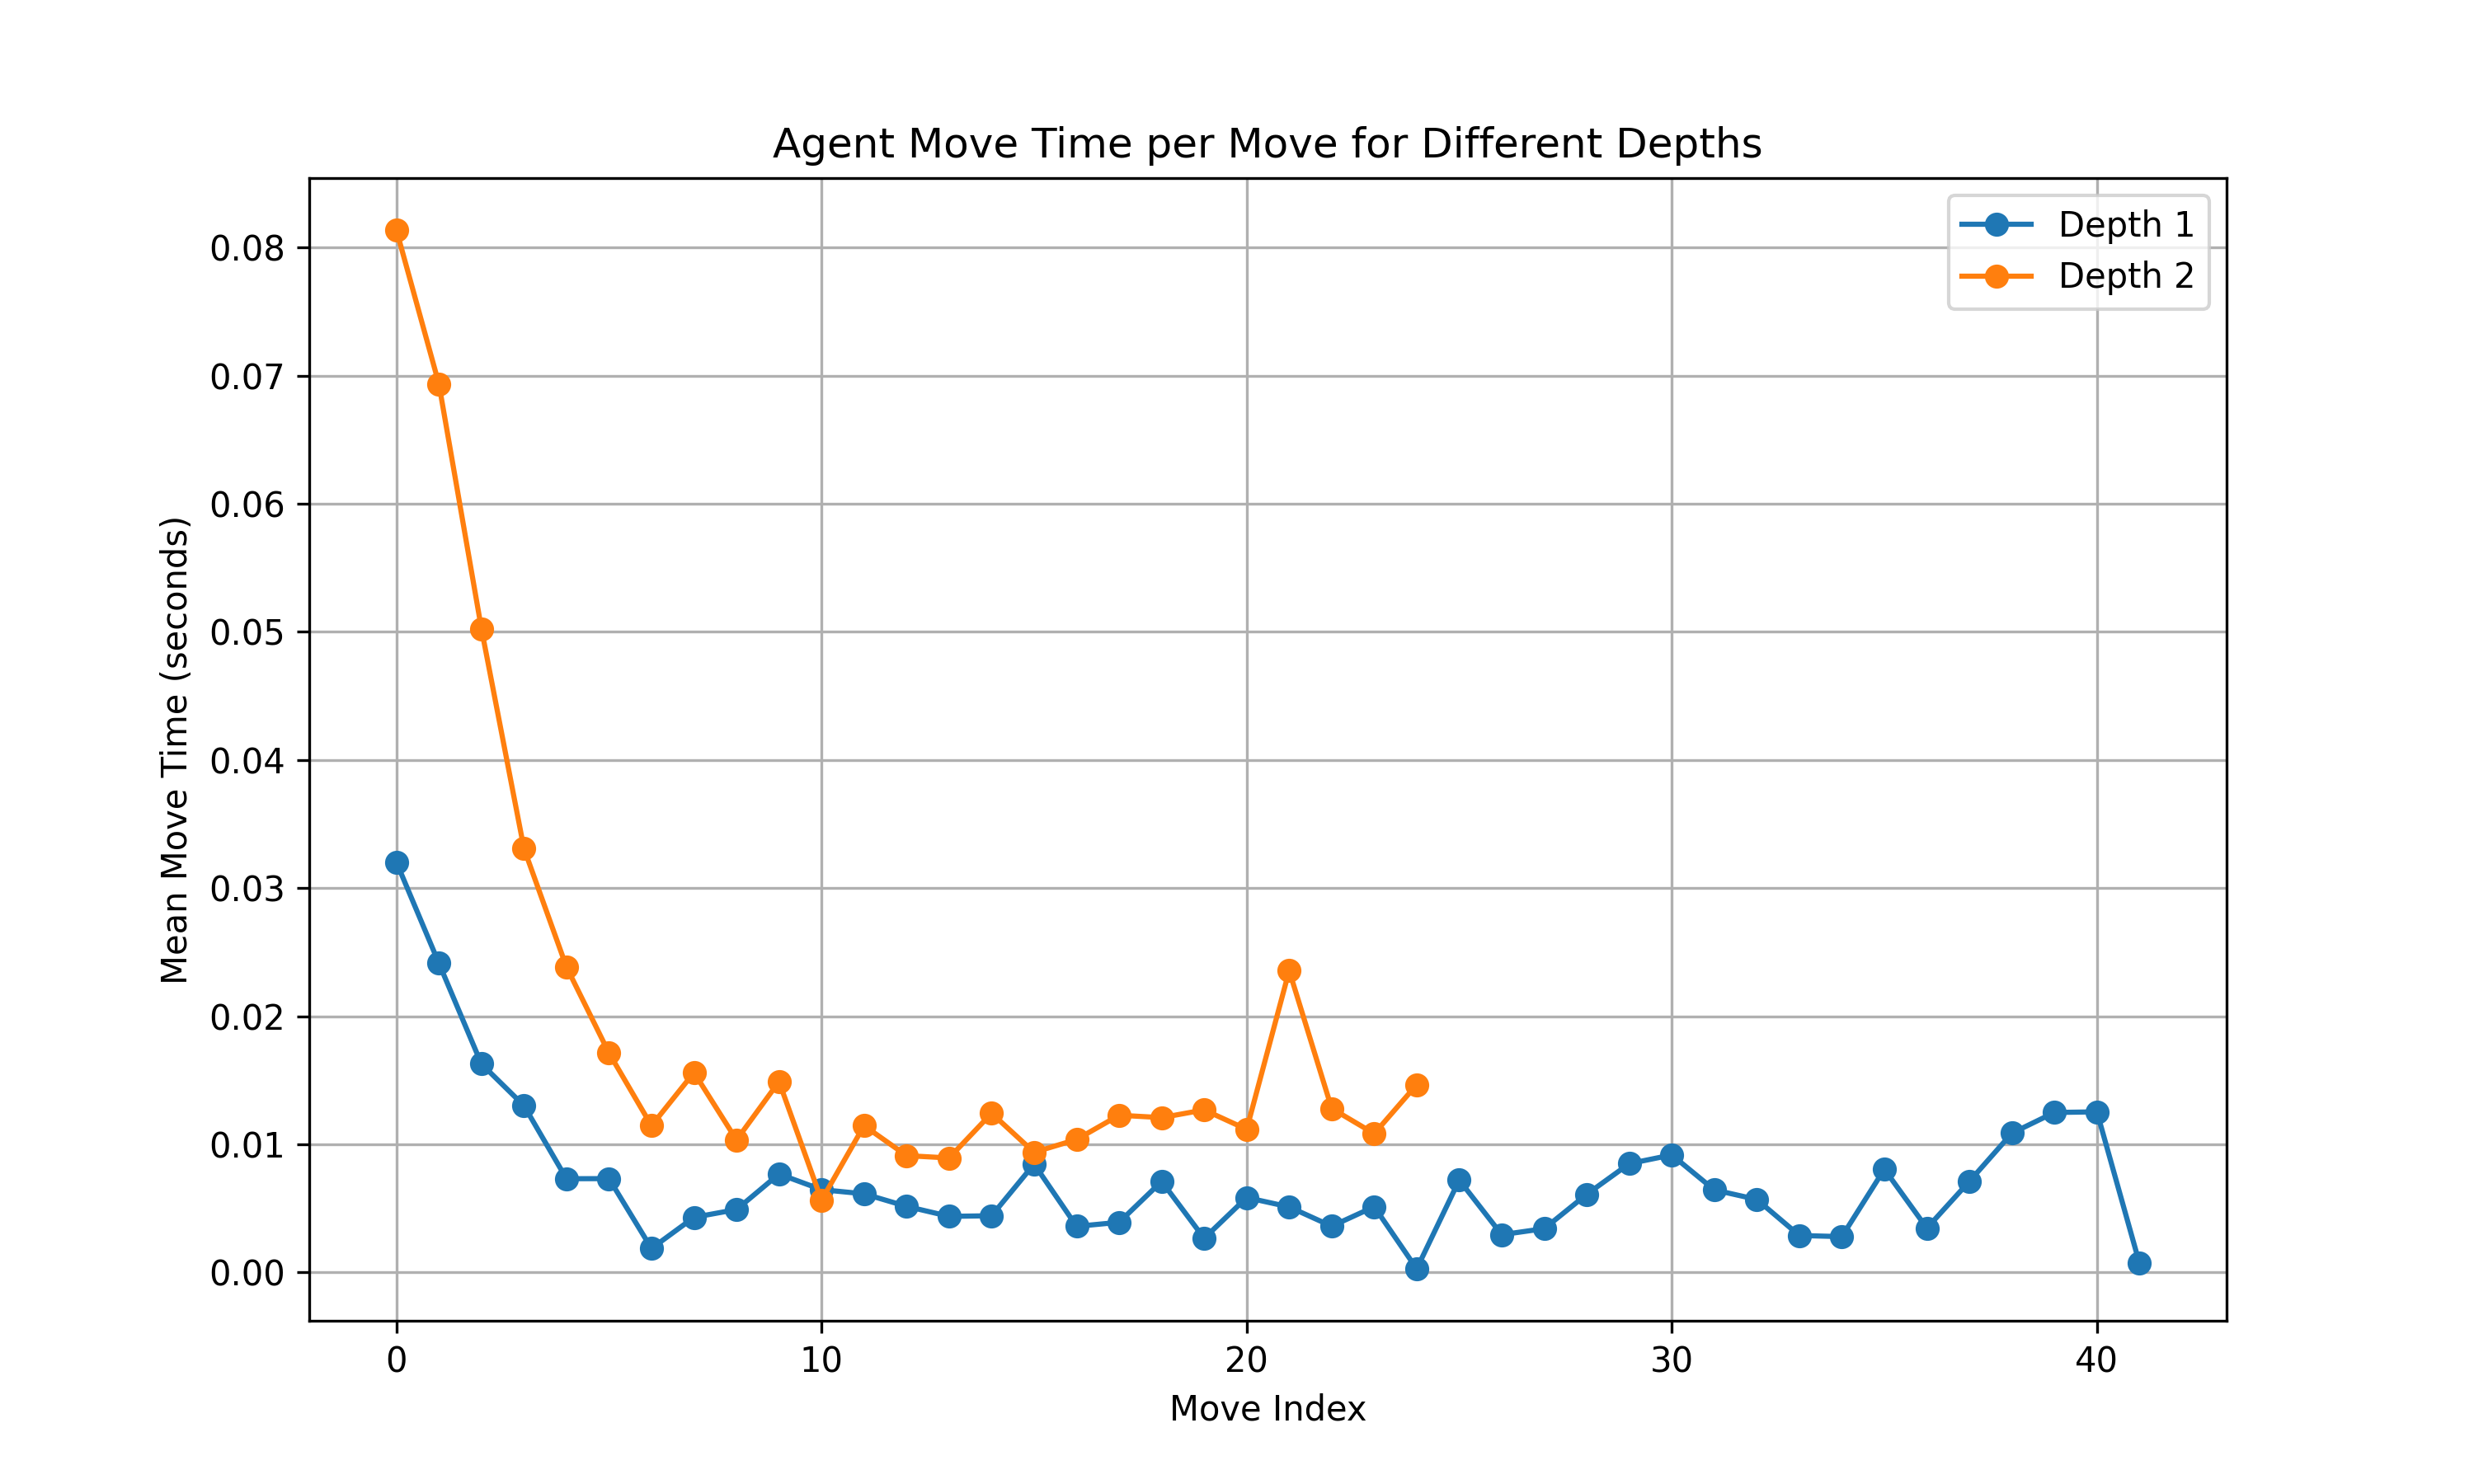 Agent Move Time per Move for Different Depths
Depth 1
Depth 2
Mean Move Time (seconds)
0.08
0.07
0.06
0.05
0.04
0.03
0.02
0.01
0.00
0 10 20 30 40
Move Index